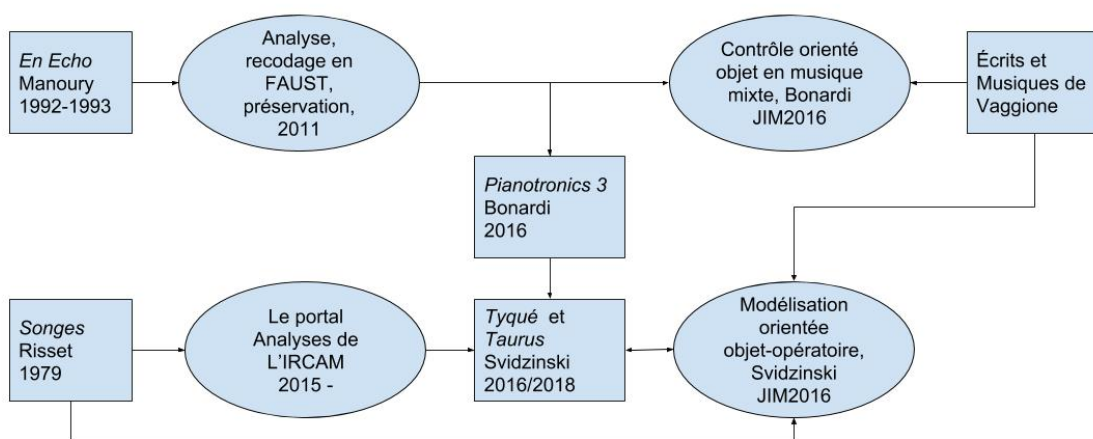 En Echo
Manoury
1992-1993
Analyse,
recodage en
FAUST,
préservation,
2011
Contrôle orienté
objet en musique
mixte, Bonardi
JIM2016
Écrits et
Musiques de
Vaggione
Pianotronics 3
Bonardi
2016
Songes
Risset
1979
Le portal
Analyses de
L'IRCAM
2015 -
Tyqué et
Taurus
Svidzinski
2016/2018
Modélisation
orientée
objet-opératoire,
Svidzinski
JIM2016